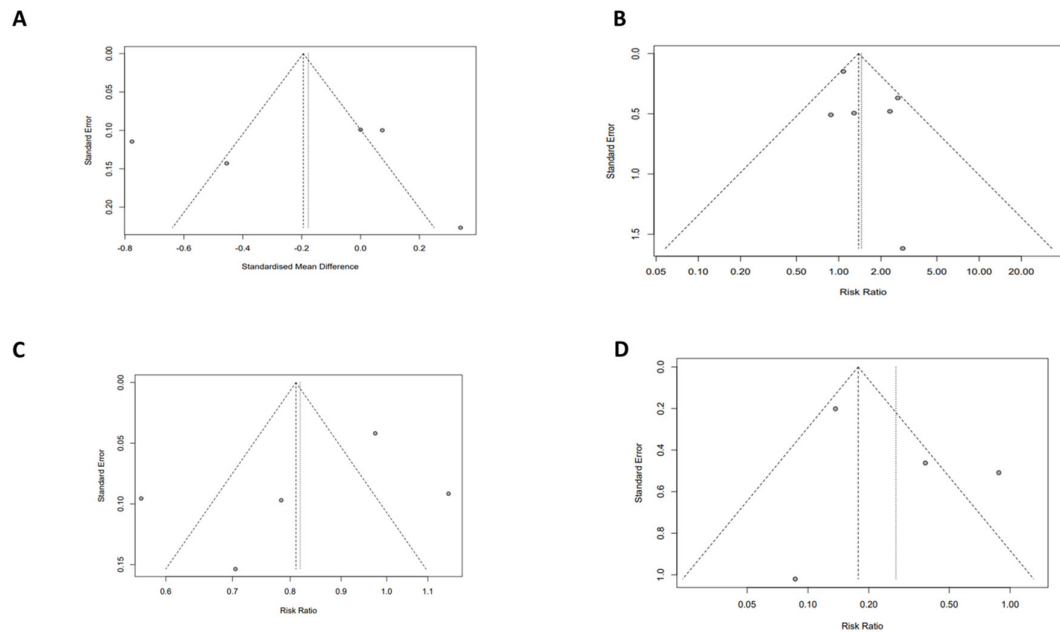 A
Standard Error
0.00
0.05
0.10
0.15
0.20
-0.8 -0.6 -0.4 -0.2 0.0 0.2
Standardised Mean Difference
B
Standard Error
0.0
0.5
1.0
1.5
0.05 0.10 0.20 0.50 1.00 2.00 5.00 10.00 20.00
Risk Ratio
C
Standard Error
0.00
0.05
0.10
0.15
0.6 0.7 0.8 0.9 1.0 1.1
Risk Ratio
D
Standard Error
0.0
0.2
0.4
0.6
0.8
1.0
0.05 0.10 0.20 0.50 1.00
Risk Ratio